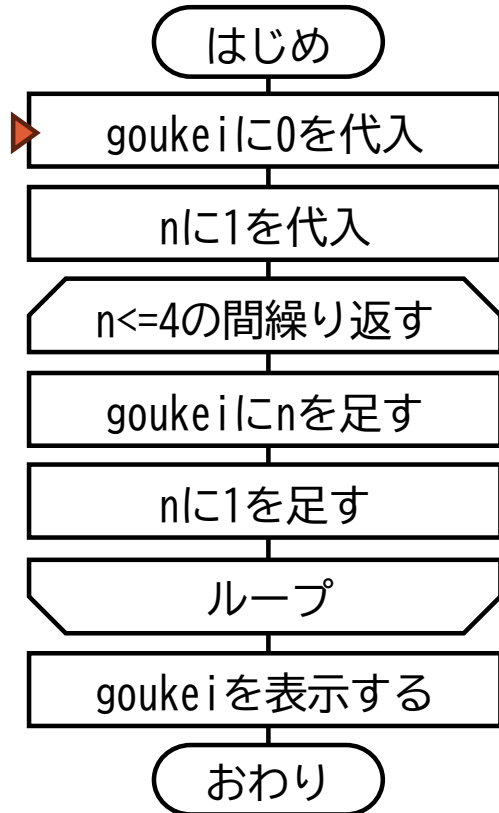 はじめ
goukeiに0を代入
nに1を代入
n<=4の間繰り返す
goukeiにnを足す
nに1を足す
ループ
goukeiを表示する
おわり